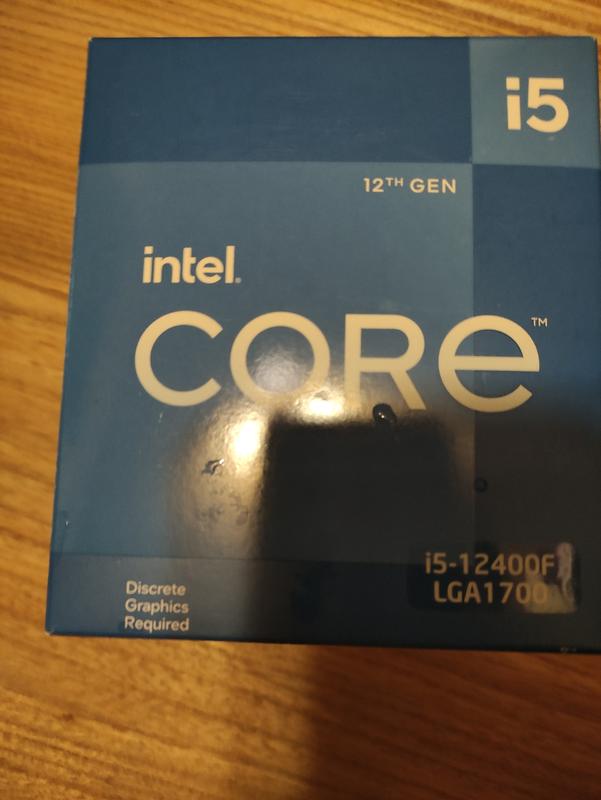 i5
12TH GEN
intel.
CORE™
i5-12400F
LGA1700
Discrete
Graphics
Required